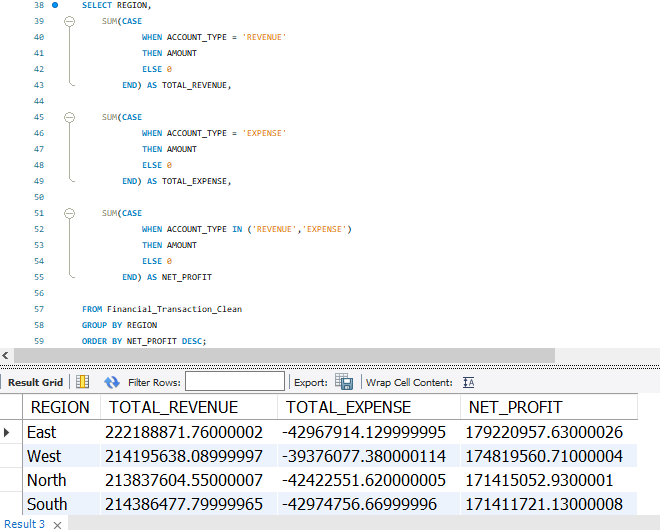 38 SELECT REGION,
39 SUM(CASE
40 WHEN ACCOUNT_TYPE = 'REVENUE'
41 THEN AMOUNT
42 ELSE 0
43 END) AS TOTAL_REVENUE,
44
45 SUM(CASE
46 WHEN ACCOUNT_TYPE = 'EXPENSE'
47 THEN AMOUNT
48 ELSE 0
49 END) AS TOTAL_EXPENSE,
50
51 SUM(CASE
52 WHEN ACCOUNT_TYPE IN ('REVENUE','EXPENSE')
53 THEN AMOUNT
54 ELSE 0
55 END) AS NET_PROFIT
56
57 FROM Financial_Transaction_Clean
58 GROUP BY REGION
59 ORDER BY NET_PROFIT DESC;
Result Grid Filter Rows: Export: Wrap Cell Content:
REGION TOTAL_REVENUE TOTAL_EXPENSE NET_PROFIT
East 222188871.76000002 -42967914.129999995 179220957.63000026
West 214195638.08999997 -39376077.380000114 174819560.71000004
North 213837604.55000007 -42422551.620000005 171415052.9300001
South 214386477.79999965 -42974756.66999996 171411721.13000008
Result 3